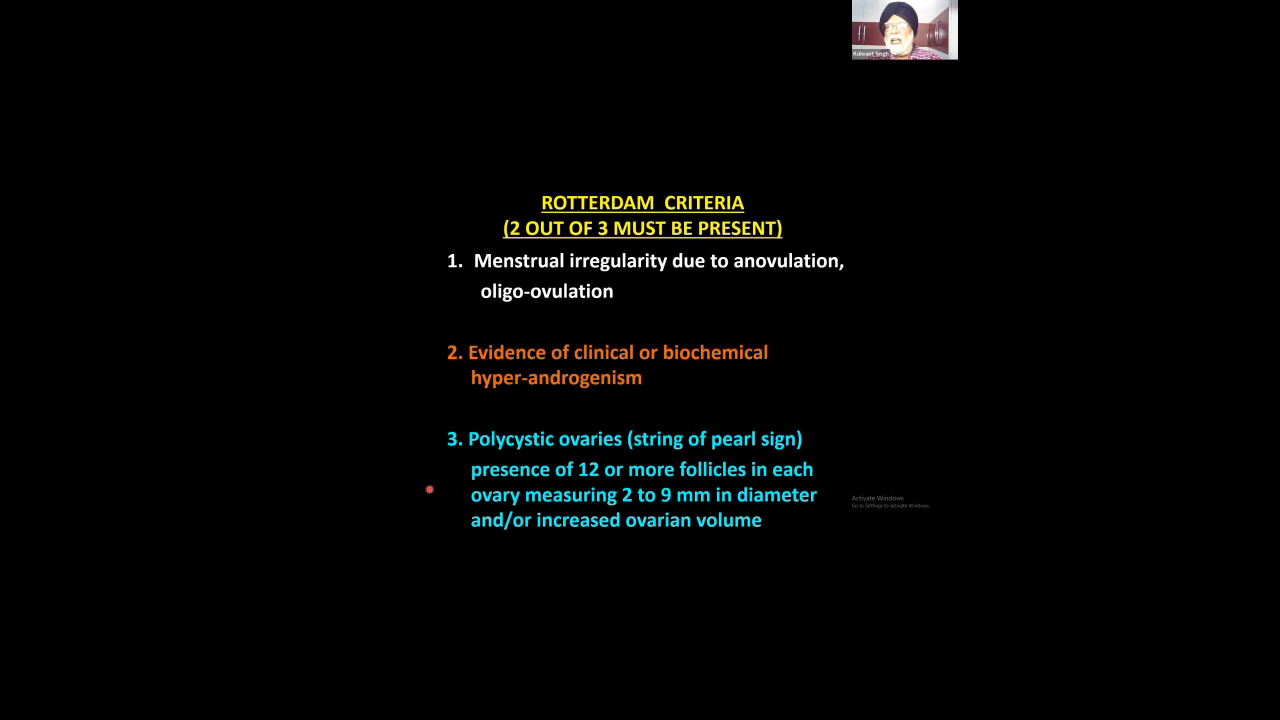 Kulwant Singh
ROTTERDAM CRITERIA
(2 OUT OF 3 MUST BE PRESENT)
1. Menstrual irregularity due to anovulation,
oligo-ovulation
2. Evidence of clinical or biochemical
hyper-androgenism
3. Polycystic ovaries (string of pearl sign)
presence of 12 or more follicles in each
ovary measuring 2 to 9 mm in diameter
and/or increased ovarian volume
Activate Windows
Go to Settings to activate Windows.